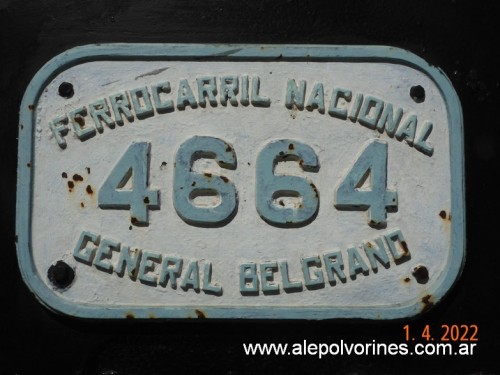 FERROCARRIL NACIONAL
4664
GENERAL BELGRANO
1. 4. 2022
www.alepolvorines.com.ar